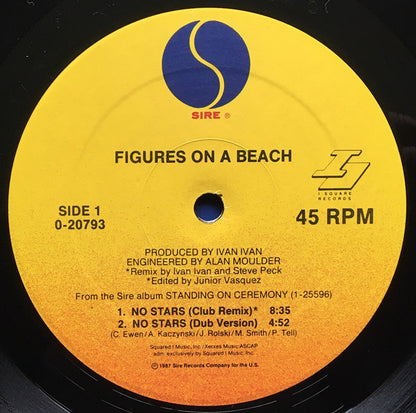 SIRE ®
FIGURES ON A BEACH
I SQUARE
RECORDS
SIDE 1
0-20793
45 RPM
PRODUCED BY IVAN IVAN
ENGINEERED BY ALAN MOULDER
*Remix by Ivan Ivan and Steve Peck
*Edited by Junior Vasquez
From the Sire album STANDING ON CEREMONY (1-25596)
1. NO STARS (Club Remix)* 8:35
2. NO STARS (Dub Version) 4:52
(C. Ewen/A. Kaczynski/J. Rolski/M. Smith/P. Tell)
Squared I Music, Inc./Xerxes Music/ASCAP
adm. exclusively by Squared I Music, Inc.
℗ 1987 Sire Records Company for the U.S.